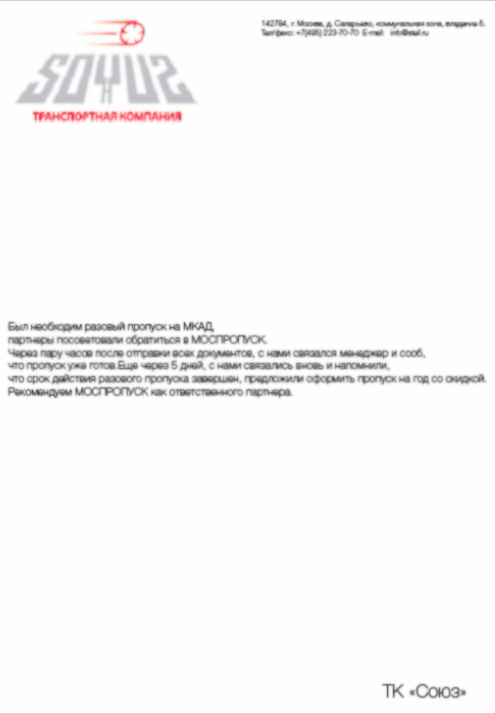 142784, г. Москва, д. Саларьево, коммунальная зона, владение 5.
Тел/факс: +7(495) 223-70-70 E-mail: info@stail.ru
SOYUZ
ТРАНСПОРТНАЯ КОМПАНИЯ
Был необходим разовый пропуск на МКАД,
партнеры посоветовали обратиться в МОСПРОПУСК.
Через пару часов после отправки всех документов, с нами связался менеджер и сооб,
что пропуск уже готов.Еще через 5 дней, с нами связались вновь и напомнили,
что срок действия разового пропуска завершен, предложили оформить пропуск на год со скидкой.
Рекомендуем МОСПРОПУСК как ответственного партнера.
ТК «Союз»